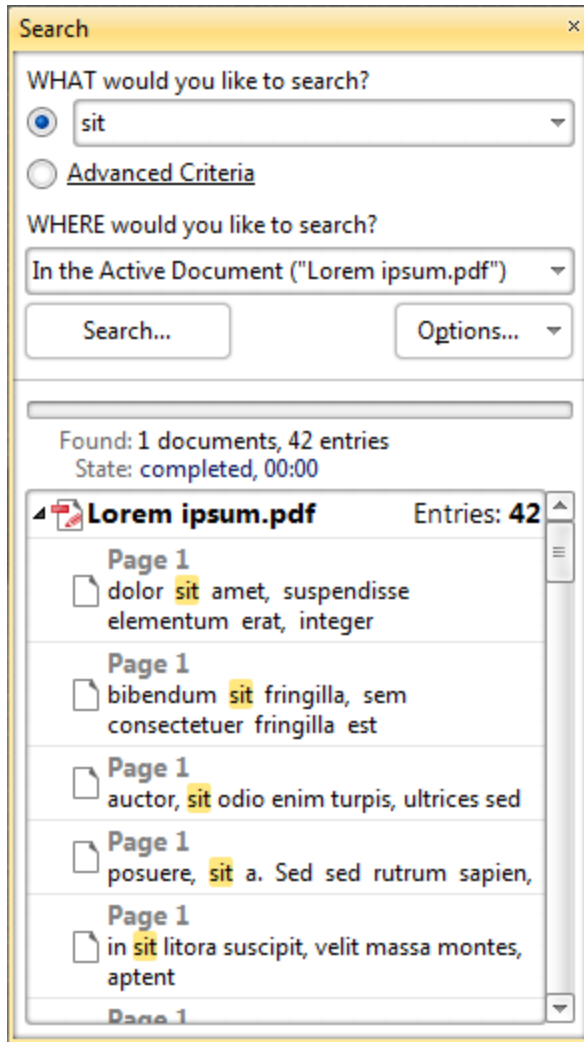 Search
WHAT would you like to search?
sit
Advanced Criteria
WHERE would you like to search?
In the Active Document ("Lorem ipsum.pdf")
Search...
Options...
Found: 1 documents, 42 entries
State: completed, 00:00
Lorem ipsum.pdf Entries: 42
Page 1
dolor sit amet, suspendisse
elementum erat, integer
Page 1
bibendum sit fringilla, sem
consectetuer fringilla est
Page 1
auctor, sit odio enim turpis, ultrices sed
Page 1
posuere, sit a. Sed sed rutrum sapien,
Page 1
in sit litora suscipit, velit massa montes,
aptent
Page 1